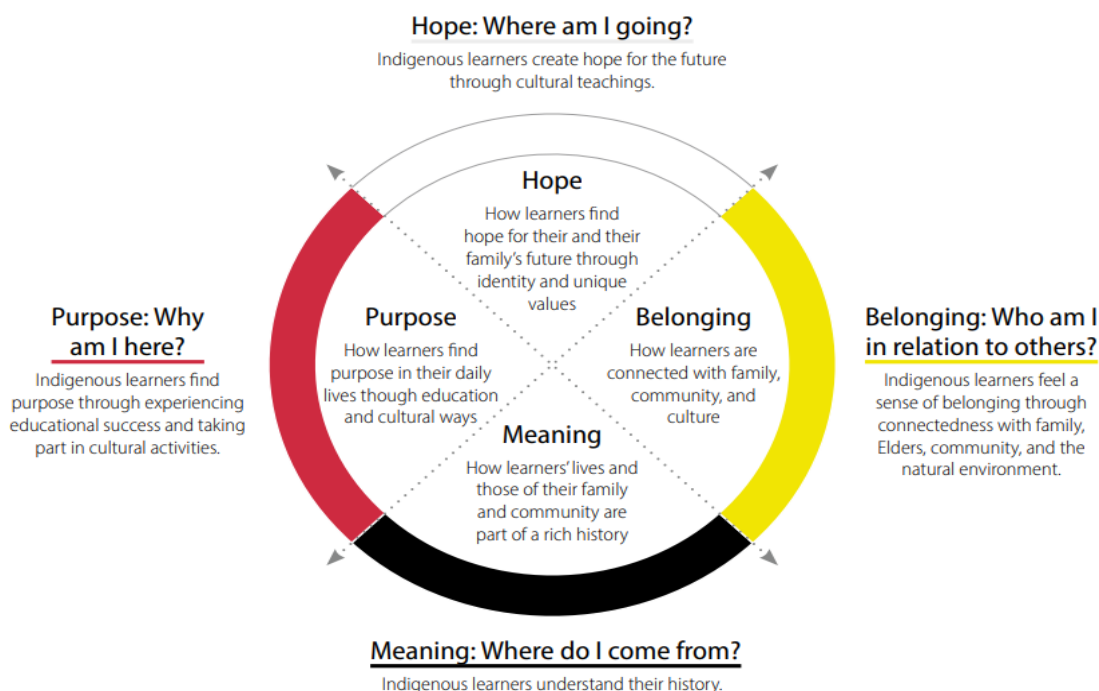 Hope: Where am I going?
Indigenous learners create hope for the future
through cultural teachings.
Hope
How learners find
hope for their and their
family's future through
identity and unique
values
Purpose: Why
am I here?
Indigenous learners find
purpose through experiencing
educational success and taking
part in cultural activities.
Purpose
How learners find
purpose in their daily
lives though education
and cultural ways
Belonging
How learners are
connected with family,
community, and
culture
Belonging: Who am I
in relation to others?
Indigenous learners feel a
sense of belonging through
connectedness with family,
Elders, community, and the
natural environment.
Meaning
How learners' lives and
those of their family
and community are
part of a rich history
Meaning: Where do I come from?
Indigenous learners understand their history.